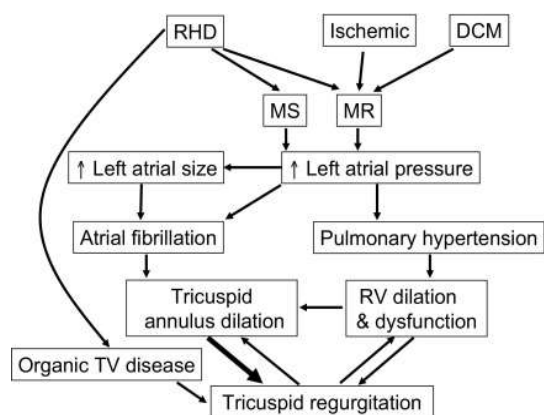 RHD
Ischemic
DCM
MS
MR
↑ Left atrial size
↑ Left atrial pressure
Atrial fibrillation
Pulmonary hypertension
Tricuspid
annulus dilation
RV dilation
& dysfunction
Organic TV disease
Tricuspid regurgitation